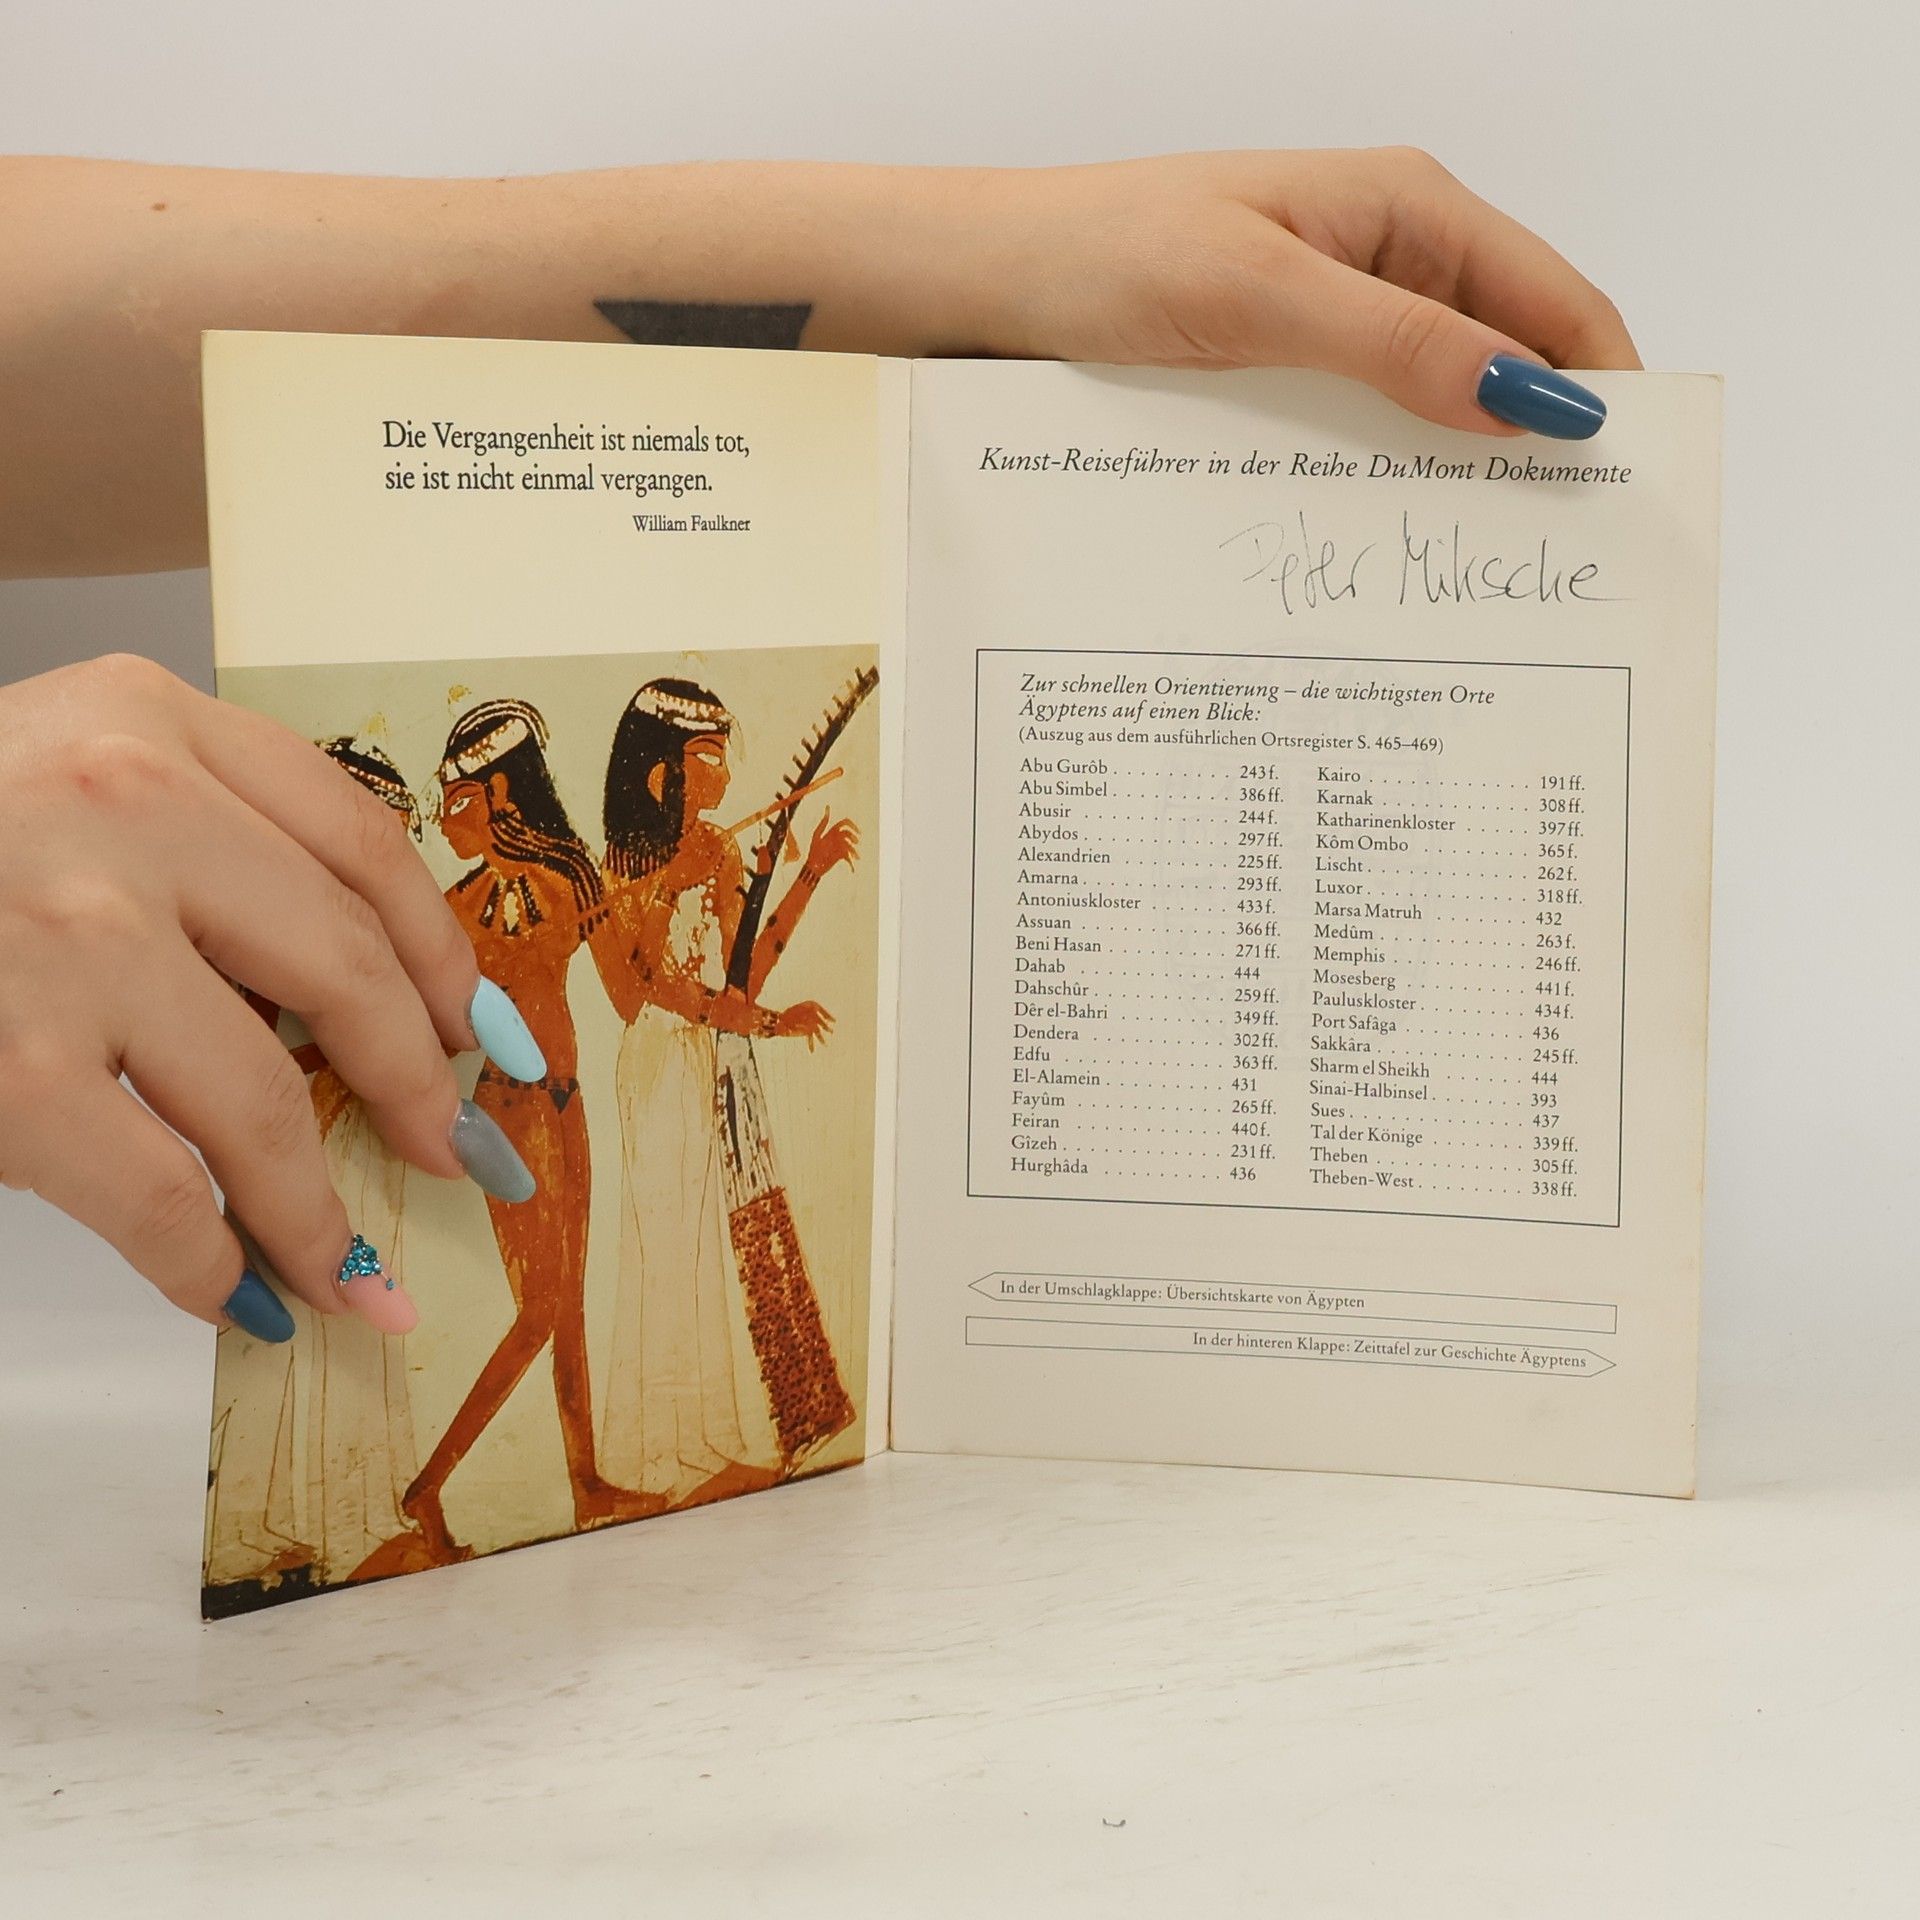 Die Vergangenheit ist niemals tot,
sie ist nicht einmal vergangen.
William Faulkner
Kunst-Reiseführer in der Reihe DuMont Dokumente
Peter Miksche
Zur schnellen Orientierung – die wichtigsten Orte
Ägyptens auf einen Blick:
(Auszug aus dem ausführlichen Ortsregister S. 465–469)
Abu Gurôb . . . . . . . . . 243 f.
Abu Simbel . . . . . . . . . 386 ff.
Abusir . . . . . . . . . . . 244 f.
Abydos . . . . . . . . . . . 297 ff.
Alexandrien . . . . . . . . 225 ff.
Amarna . . . . . . . . . . . 293 ff.
Antoniuskloster . . . . . . 433 f.
Assuan . . . . . . . . . . . 366 ff.
Beni Hasan . . . . . . . . . 271 ff.
Dahab . . . . . . . . . . . 444
Dahschûr . . . . . . . . . . 259 ff.
Dêr el-Bahri . . . . . . . . 349 ff.
Dendera . . . . . . . . . . 302 ff.
Edfu . . . . . . . . . . . . 363 ff.
El-Alamein . . . . . . . . . 431
Fayûm . . . . . . . . . . . 265 ff.
Feiran . . . . . . . . . . . 440 f.
Gîzeh . . . . . . . . . . . . 231 ff.
Hurghâda . . . . . . . . . 436
Kairo . . . . . . . . . . . . 191 ff.
Karnak . . . . . . . . . . . 308 ff.
Katharinenkloster . . . . . 397 ff.
Kôm Ombo . . . . . . . . 365 f.
Lischt . . . . . . . . . . . . 262 f.
Luxor . . . . . . . . . . . . 318 ff.
Marsa Matruh . . . . . . . 432
Medûm . . . . . . . . . . . 263 f.
Memphis . . . . . . . . . . 246 ff.
Mosesberg . . . . . . . . . 441 f.
Pauluskloster . . . . . . . . 434 f.
Port Safâga . . . . . . . . . 436
Sakkâra . . . . . . . . . . . 245 ff.
Sharm el Sheikh . . . . . . 444
Sinai-Halbinsel . . . . . . . 393
Sues . . . . . . . . . . . . . 437
Tal der Könige . . . . . . . 339 ff.
Theben . . . . . . . . . . . 305 ff.
Theben-West . . . . . . . . 338 ff.
In der Umschlagklappe: Übersichtskarte von Ägypten
In der hinteren Klappe: Zeittafel zur Geschichte Ägyptens